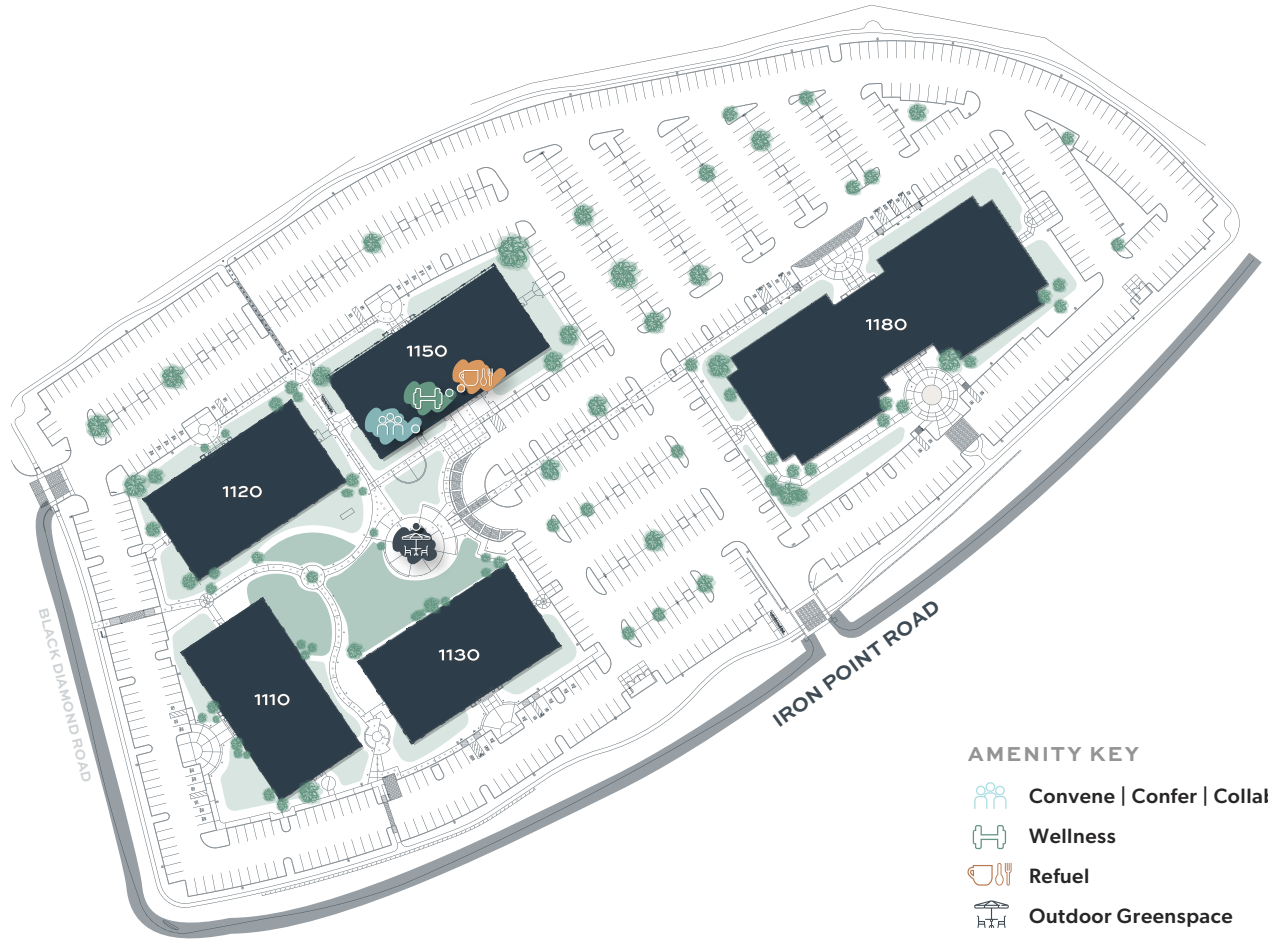 1180
1150
1120
1130
1110
BLACK DIAMOND ROAD
IRON POINT ROAD
AMENITY KEY
Convene | Confer | Collab
Wellness
Refuel
Outdoor Greenspace